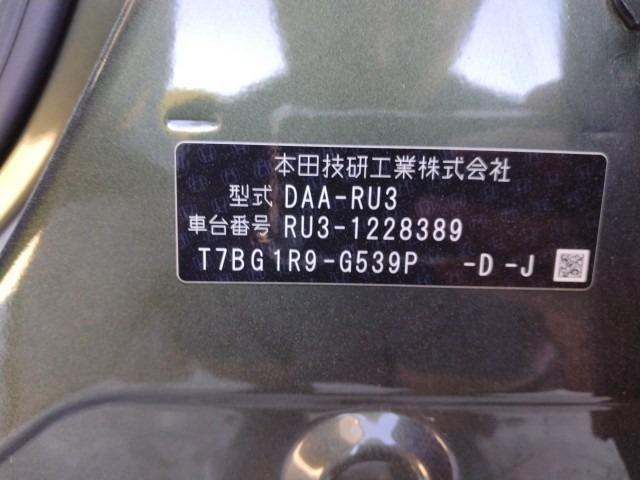 本田技研工業株式会社
型式 DAA-RU3
車台番号 RU3-1228389
T7BG1R9-G539P -D -J